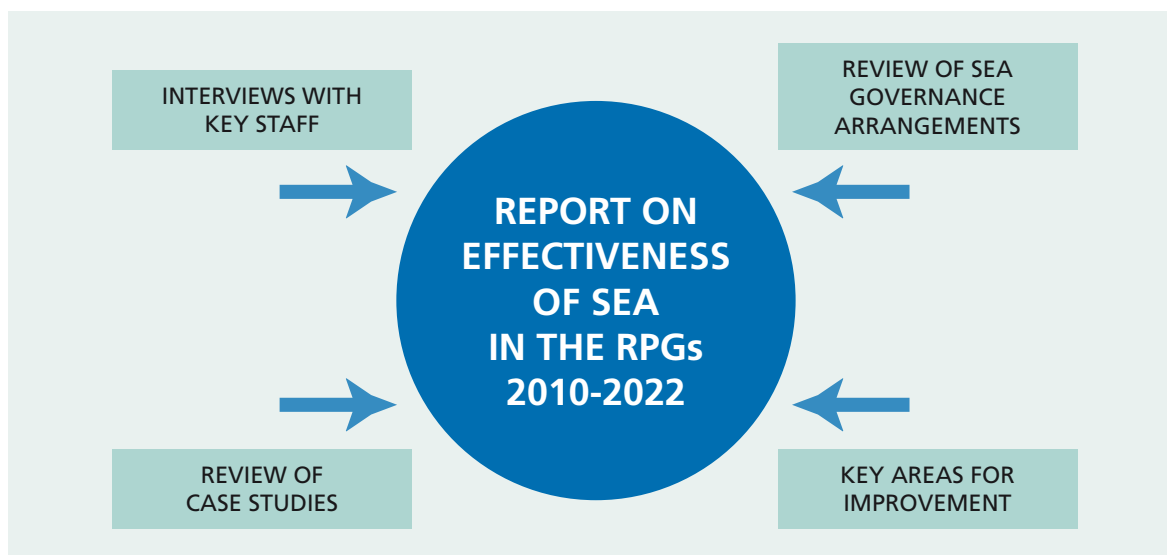 INTERVIEWS WITH
KEY STAFF
REVIEW OF SEA
GOVERNANCE
ARRANGEMENTS
REPORT ON
EFFECTIVENESS
OF SEA
IN THE RPGs
2010-2022
REVIEW OF
CASE STUDIES
KEY AREAS FOR
IMPROVEMENT